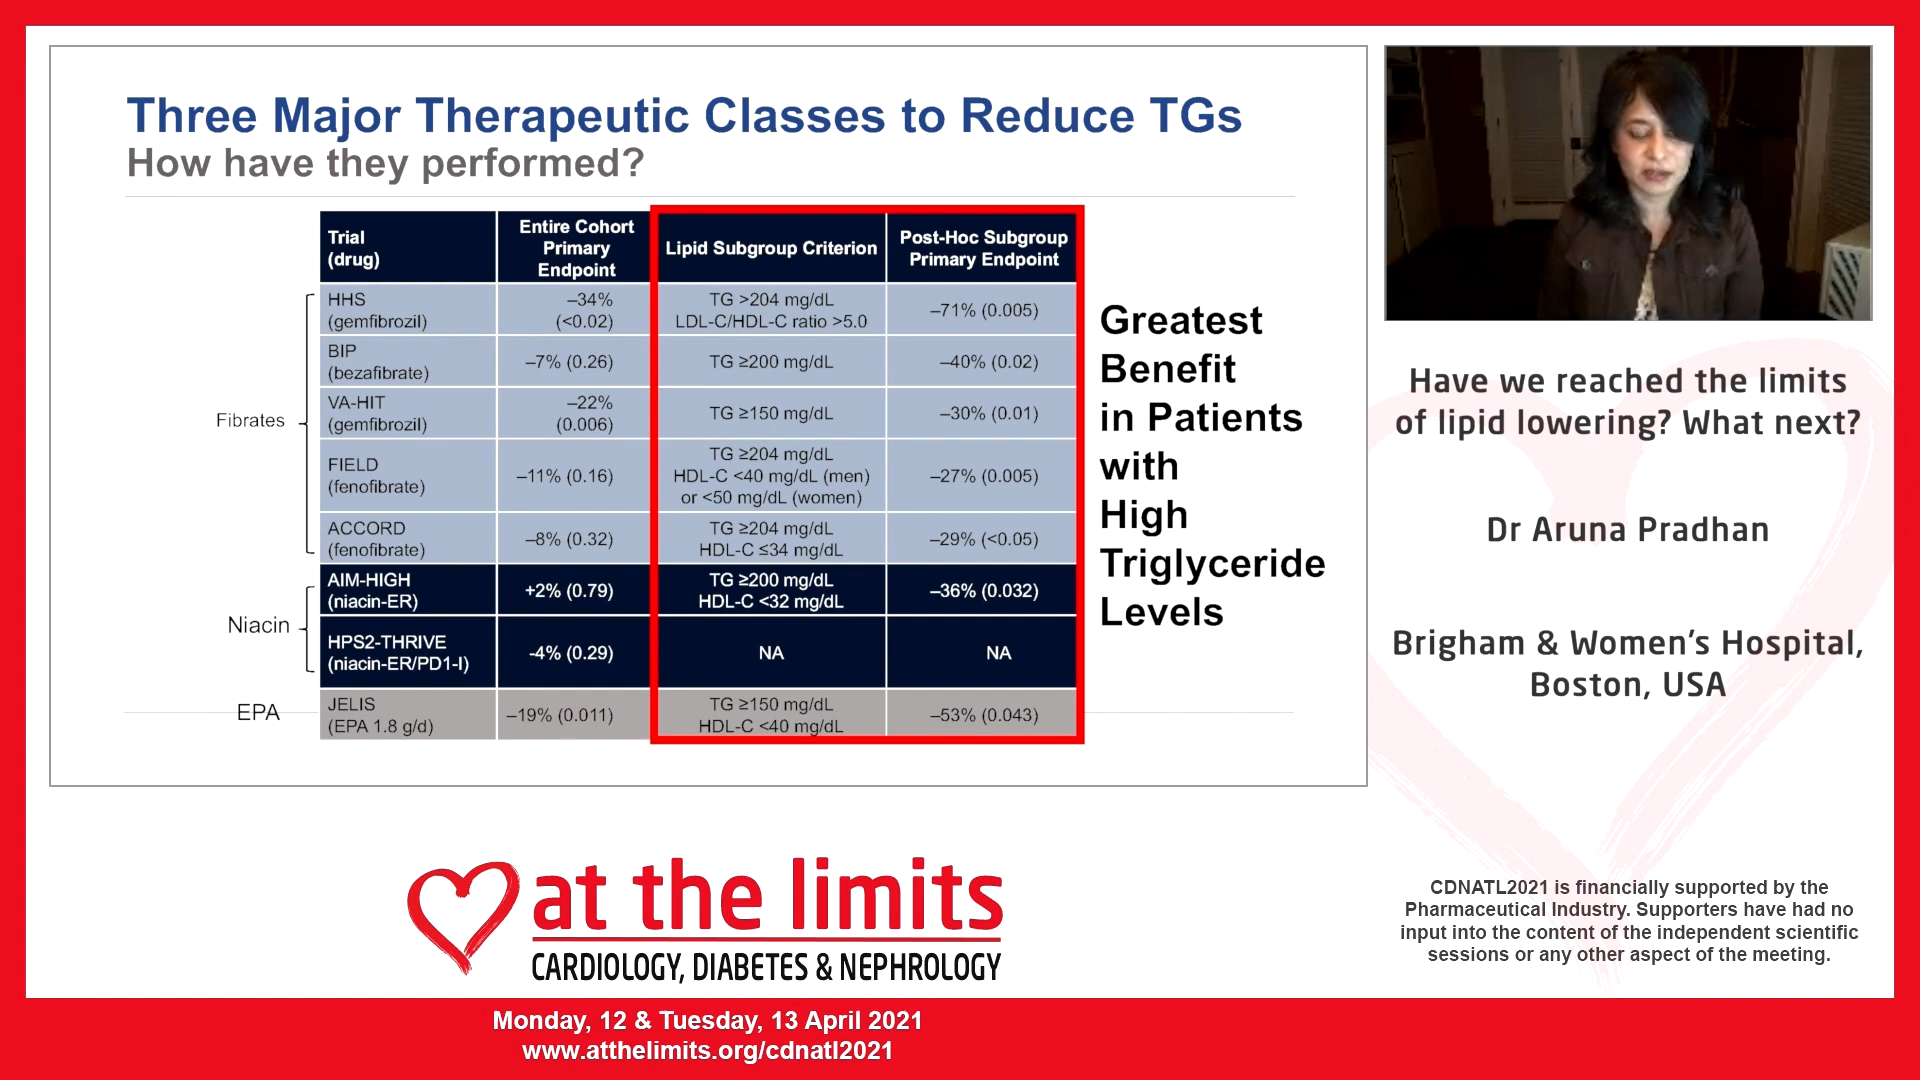 Three Major Therapeutic Classes to Reduce TGs
How have they performed?
Trial
(drug)
Entire Cohort
Primary
Endpoint
Lipid Subgroup Criterion
Post-Hoc Subgroup
Primary Endpoint
Fibrates
HHS
(gemfibrozil)
–34%
(<0.02)
TG >204 mg/dL
LDL-C/HDL-C ratio >5.0
–71% (0.005)
BIP
(bezafibrate)
–7% (0.26)
TG ≥200 mg/dL
–40% (0.02)
VA-HIT
(gemfibrozil)
–22%
(0.006)
TG ≥150 mg/dL
–30% (0.01)
FIELD
(fenofibrate)
–11% (0.16)
TG ≥204 mg/dL
HDL-C <40 mg/dL (men)
or <50 mg/dL (women)
–27% (0.005)
ACCORD
(fenofibrate)
–8% (0.32)
TG ≥204 mg/dL
HDL-C ≤34 mg/dL
–29% (<0.05)
Niacin
AIM-HIGH
(niacin-ER)
+2% (0.79)
TG ≥200 mg/dL
HDL-C <32 mg/dL
–36% (0.032)
HPS2-THRIVE
(niacin-ER/PD1-I)
-4% (0.29)
NA
NA
EPA
JELIS
(EPA 1.8 g/d)
–19% (0.011)
TG ≥150 mg/dL
HDL-C <40 mg/dL
–53% (0.043)
Greatest
Benefit
in Patients
with
High
Triglyceride
Levels
Have we reached the limits
of lipid lowering? What next?
Dr Aruna Pradhan
Brigham & Women's Hospital,
Boston, USA
CDNATL2021 is financially supported by the
Pharmaceutical Industry. Supporters have had no
input into the content of the independent scientific
sessions or any other aspect of the meeting.
at the limits
CARDIOLOGY, DIABETES & NEPHROLOGY
Monday, 12 & Tuesday, 13 April 2021
www.atthelimits.org/cdnatl2021